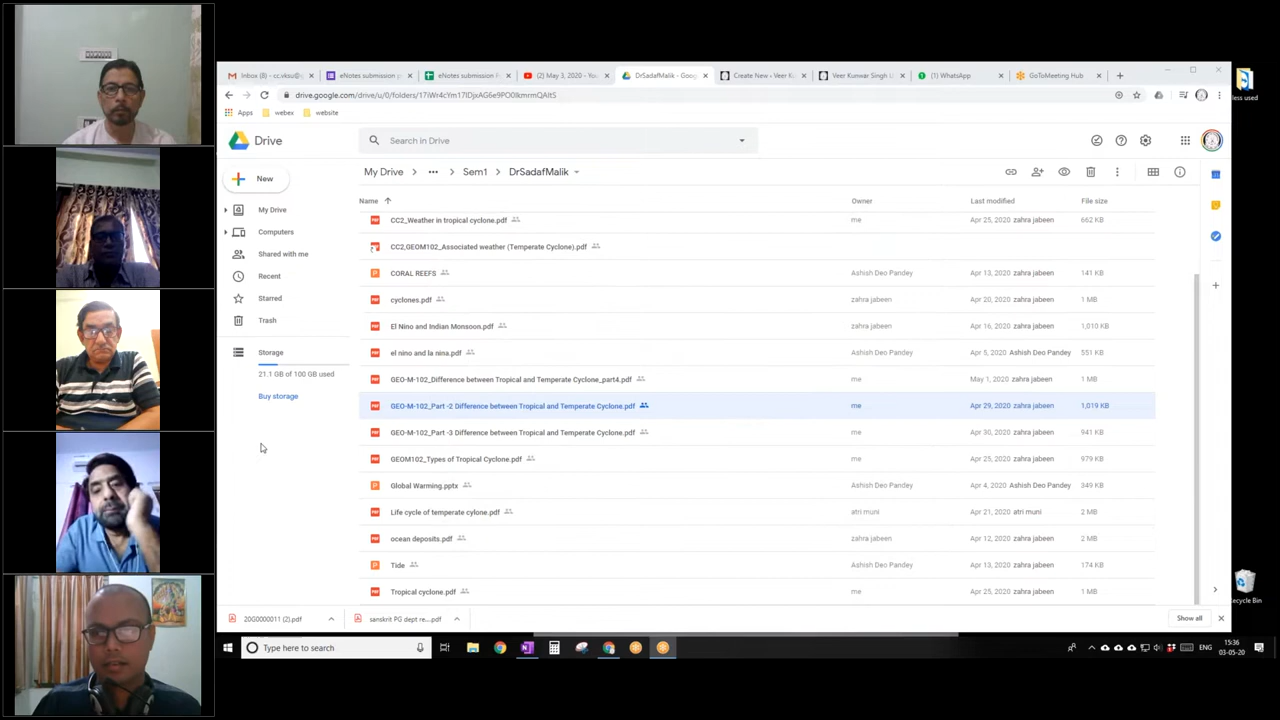 Inbox (8) - cc.vksu@g
eNotes submission p
eNotes submission F
(2) May 3, 2020 - You
DrSadafMalik - Goog
Create New ‹ Veer Ku
Veer Kunwar Singh U
(1) WhatsApp
GoToMeeting Hub
drive.google.com/drive/u/0/folders/17iWr4cYm17IDjxAG6e9PO0IkmrmQAItS
Apps
webex
website
less used
Drive
Search in Drive
New
My Drive
Sem1
DrSadafMalik
Name
Owner
Last modified
File size
My Drive
Computers
Shared with me
Recent
Starred
Trash
Storage
21.1 GB of 100 GB used
Buy storage
CC2_Weather in tropical cyclone.pdf me Apr 25, 2020 zahra jabeen 662 KB
CC2,GEOM102_Associated weather (Temperate Cyclone).pdf
CORAL REEFS Ashish Deo Pandey Apr 13, 2020 zahra jabeen 141 KB
cyclones.pdf zahra jabeen Apr 20, 2020 zahra jabeen 1 MB
El Nino and Indian Monsoon.pdf zahra jabeen Apr 16, 2020 zahra jabeen 1,010 KB
el nino and la nina.pdf Ashish Deo Pandey Apr 5, 2020 Ashish Deo Pandey 551 KB
GEO-M-102_Difference between Tropical and Temperate Cyclone_part4.pdf me May 1, 2020 zahra jabeen 1 MB
GEO-M-102_Part -2 Difference between Tropical and Temperate Cyclone.pdf me Apr 29, 2020 zahra jabeen 1,019 KB
GEO-M-102_Part -3 Difference between Tropical and Temperate Cyclone.pdf me Apr 30, 2020 zahra jabeen 941 KB
GEOM102_Types of Tropical Cyclone.pdf me Apr 25, 2020 zahra jabeen 979 KB
Global Warming.pptx Ashish Deo Pandey Apr 4, 2020 Ashish Deo Pandey 349 KB
Life cycle of temperate cylone.pdf atri muni Apr 21, 2020 atri muni 2 MB
ocean deposits.pdf zahra jabeen Apr 12, 2020 zahra jabeen 2 MB
Tide Ashish Deo Pandey Apr 13, 2020 zahra jabeen 174 KB
Tropical cyclone.pdf me Apr 25, 2020 zahra jabeen 1 MB
ecycle Bin
20G0000011 (2).pdf
sanskrit PG dept re....pdf
Show all
Type here to search
ENG
15:36
03-05-20